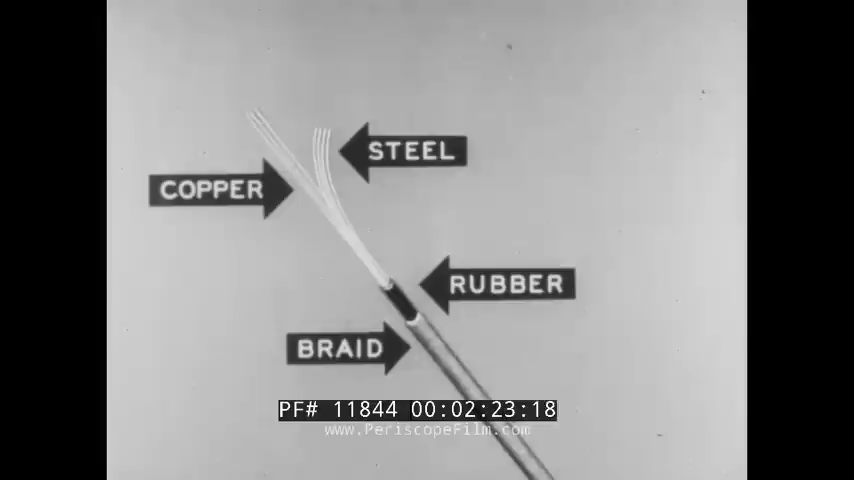 STEEL
COPPER
RUBBER
BRAID
PF# 11844 00:02:23:18
www.PeriscopeFilm.com